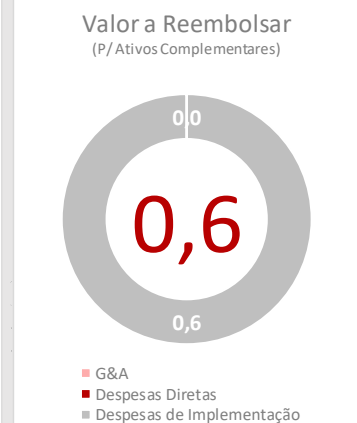 Valor a Reembolsar
(P/ Ativos Complementares)
0,0
0,6
0,6
G&A
Despesas Diretas
Despesas de Implementação